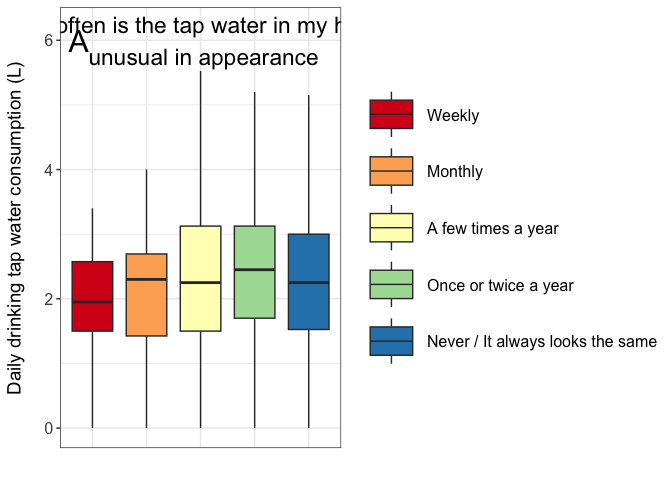 often is the tap water in my
A
unusual in appearance
Daily drinking tap water consumption (L)
6
4
2
0
Weekly
Monthly
A few times a year
Once or twice a year
Never / It always looks the same